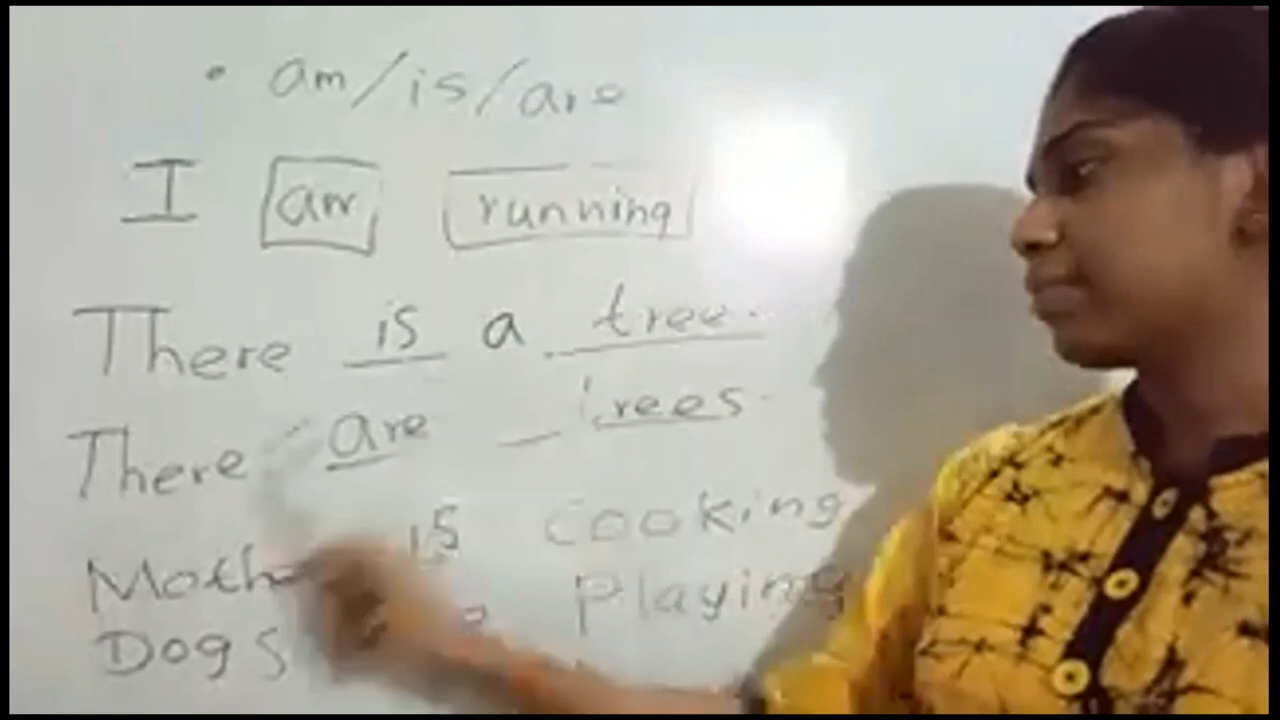 • am/is/are
I am running
There is a tree.
There are _ trees.
is cooking
Dogs playing